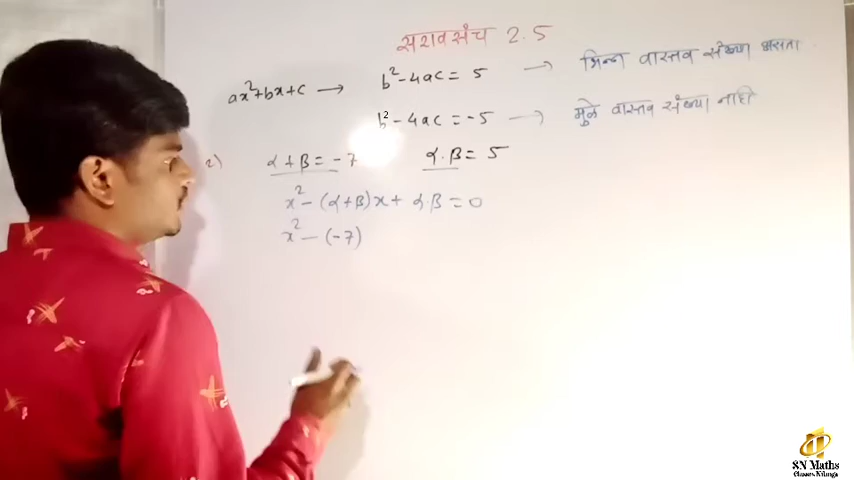 सरावसंच 2.5
ax²+bx+c → b²-4ac = 5 → भिन्न वास्तव संख्या असतात
b²-4ac = -5 → मुळे वास्तव संख्या नाही
2) α+β = -7 α.β = 5
x² - (α+β)x + α.β = 0
x² - (-7)
SN Maths